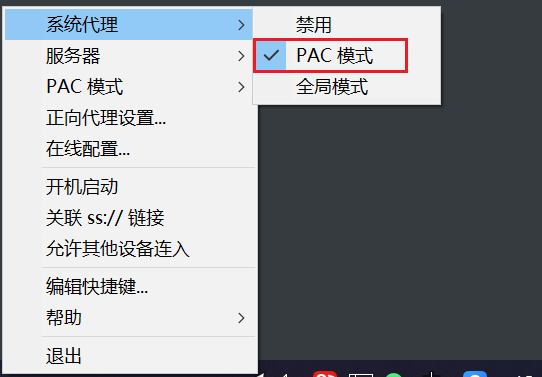 系统代理
服务器
PAC 模式
正向代理设置...
在线配置...
开机启动
关联 ss:// 链接
允许其他设备连入
编辑快捷键...
帮助
退出
禁用
PAC 模式
全局模式